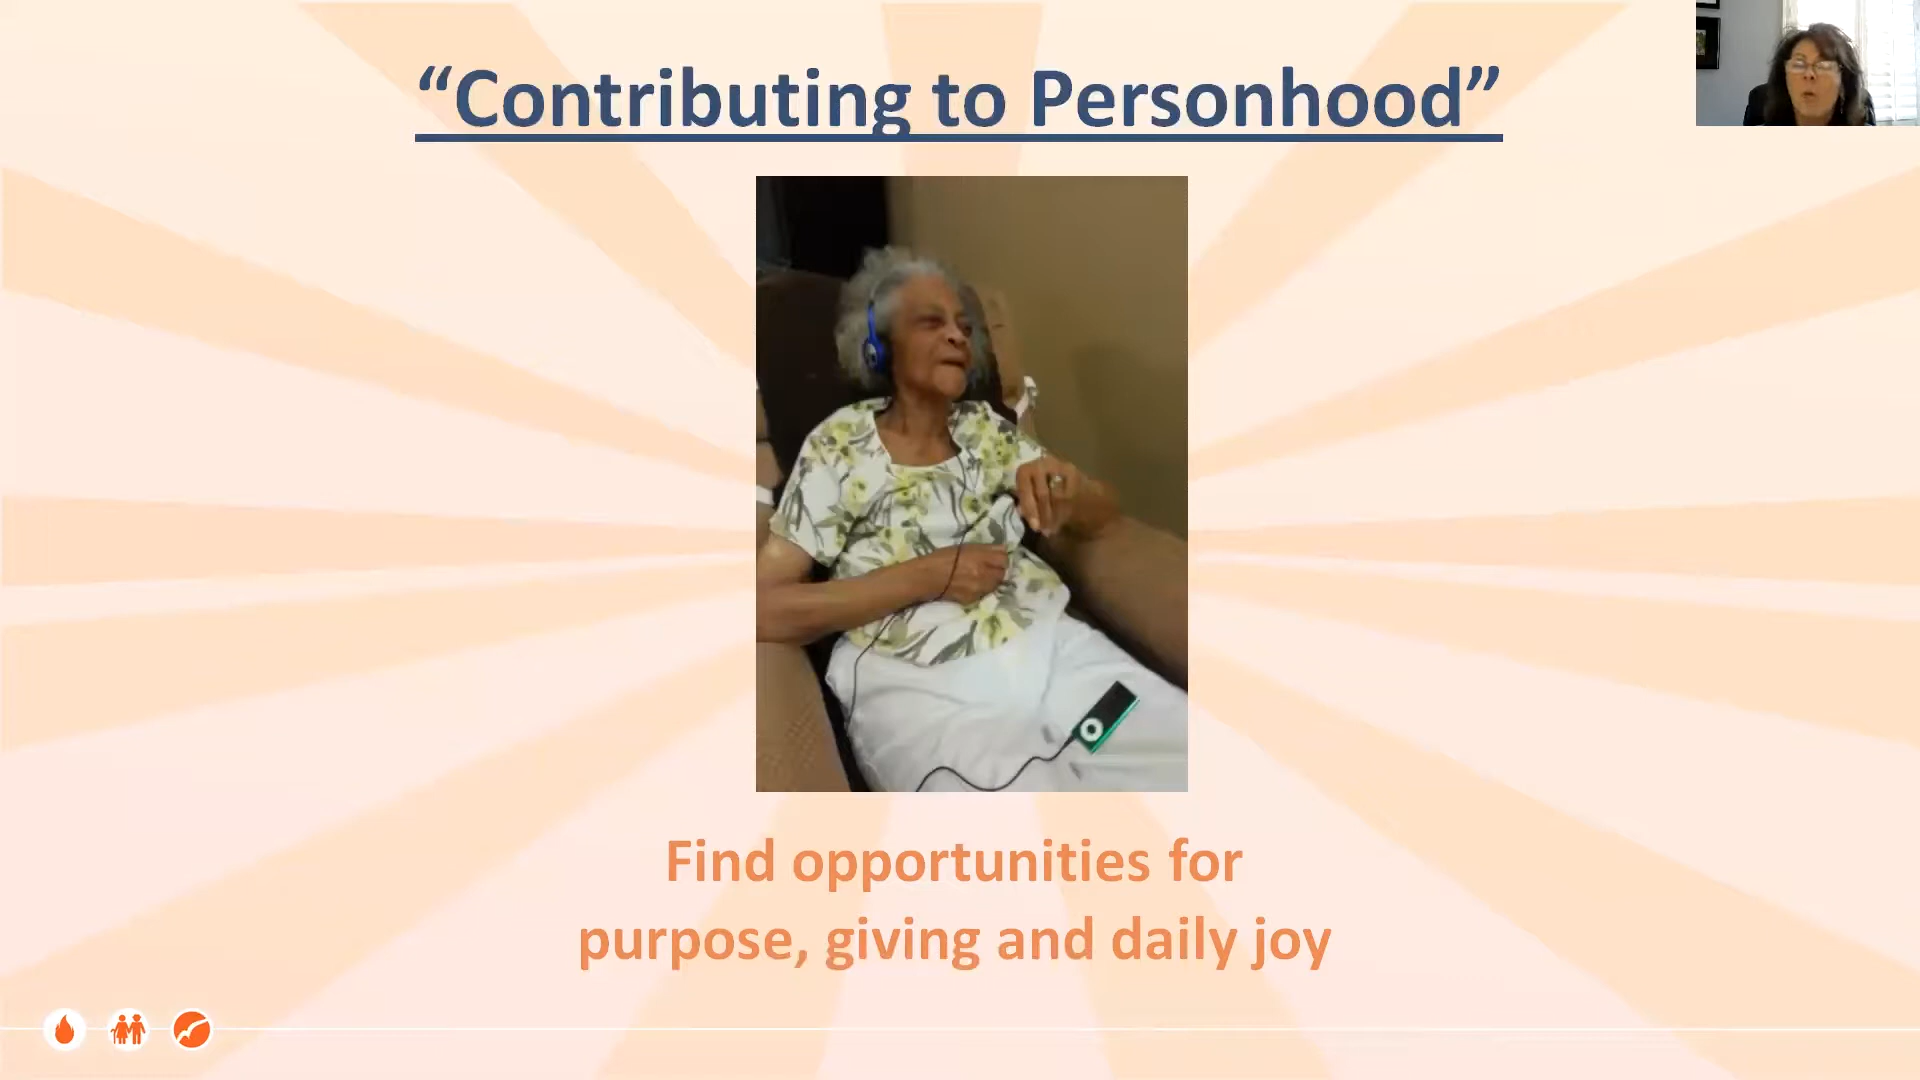 “Contributing to Personhood”
Find opportunities for
purpose, giving and daily joy